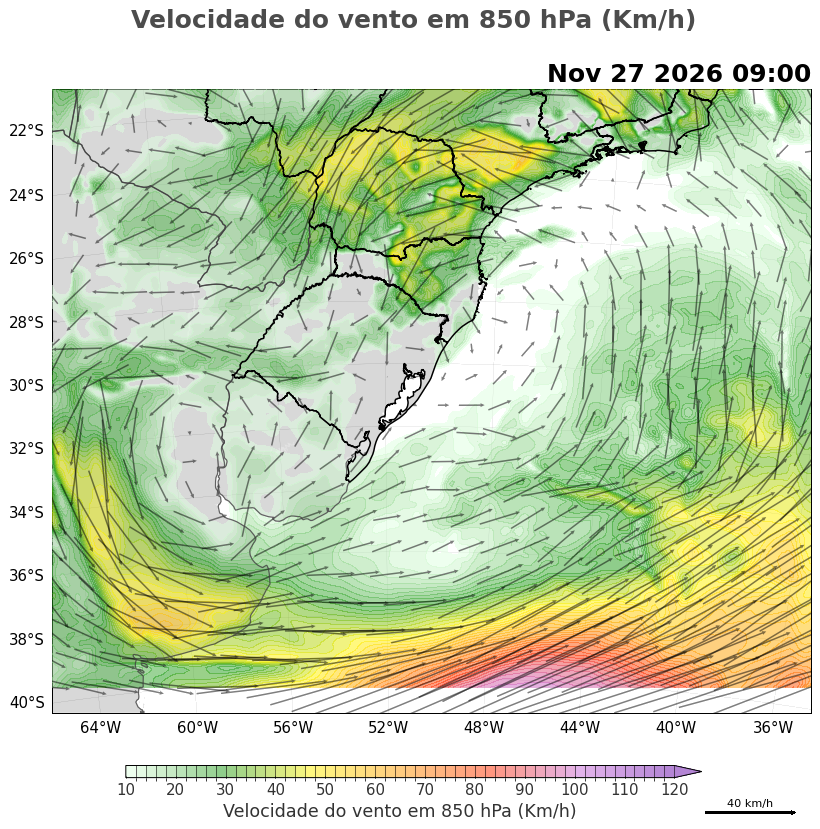 Velocidade do vento em 850 hPa (Km/h)
Nov 27 2026 09:00
22°S
24°S
26°S
28°S
30°S
32°S
34°S
36°S
38°S
40°S
64°W 60°W 56°W 52°W 48°W 44°W 40°W 36°W
10 20 30 40 50 60 70 80 90 100 110 120
Velocidade do vento em 850 hPa (Km/h)
40 km/h